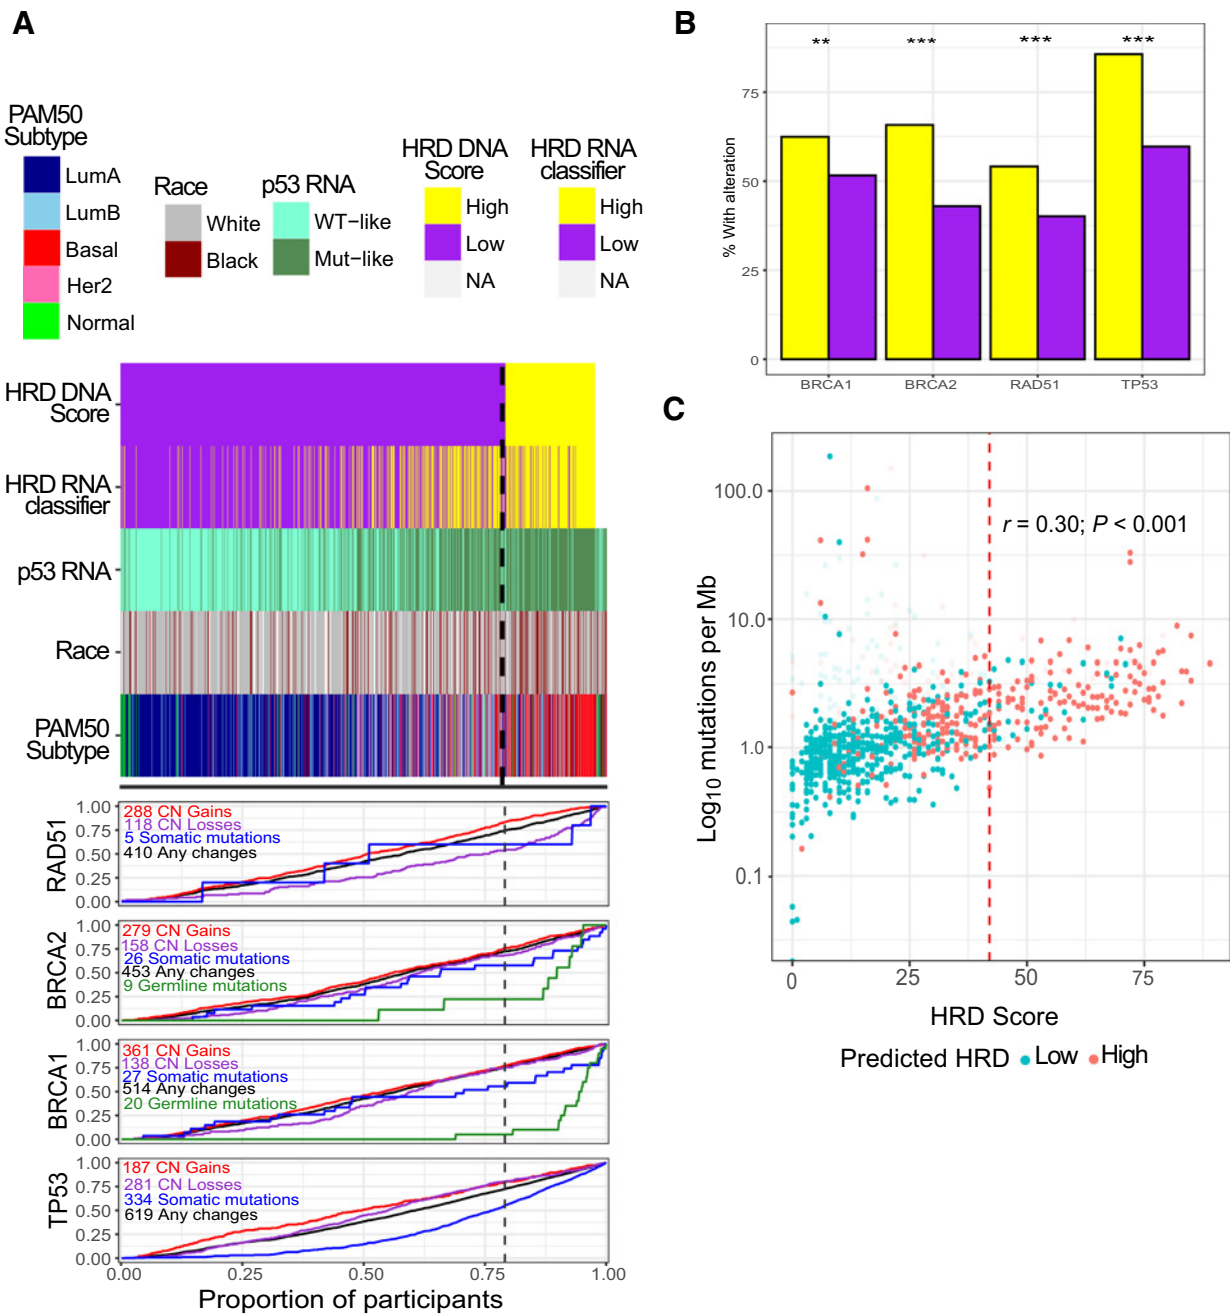 A
PAM50
Subtype
LumA
LumB
Basal
Her2
Normal
Race
White
Black
p53 RNA
WT−like
Mut−like
HRD DNA
Score
High
Low
NA
HRD RNA
classifier
High
Low
NA
HRD DNA
Score
HRD RNA
classifier
p53 RNA
Race
PAM50
Subtype
RAD51
1.00
0.75
0.50
0.25
0.00
288 CN Gains
118 CN Losses
5 Somatic mutations
410 Any changes
BRCA2
1.00
0.75
0.50
0.25
0.00
279 CN Gains
158 CN Losses
26 Somatic mutations
453 Any changes
9 Germline mutations
BRCA1
1.00
0.75
0.50
0.25
0.00
361 CN Gains
138 CN Losses
27 Somatic mutations
514 Any changes
20 Germline mutations
TP53
1.00
0.75
0.50
0.25
0.00
187 CN Gains
281 CN Losses
334 Somatic mutations
619 Any changes
0.00 0.25 0.50 0.75 1.00
Proportion of participants
B
% With alteration
75
50
25
0
** *** *** ***
BRCA1 BRCA2 RAD51 TP53
C
Log10 mutations per Mb
100.0
10.0
1.0
0.1
r = 0.30; P < 0.001
0 25 50 75
HRD Score
Predicted HRD Low High